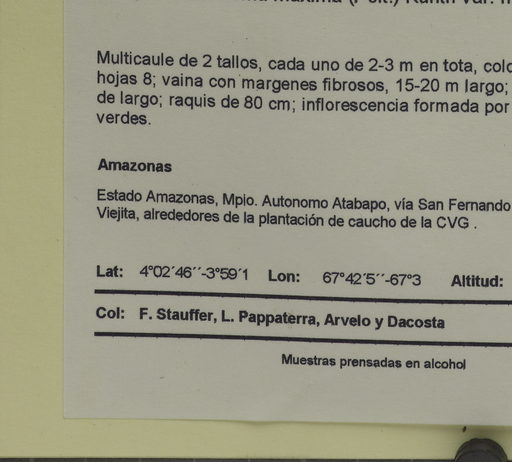 Multicaule de 2 tallos, cada uno de 2-3 m en tota,
hojas 8; vaina con margenes fibrosos, 15-20 m largo;
de largo; raquis de 80 cm; inflorescencia formada por
verdes.
Amazonas
Estado Amazonas, Mpio. Autonomo Atabapo, vía San Fernando
Viejita, alrededores de la plantación de caucho de la CVG .
Lat: 4°02´46´´-3°59´1 Lon: 67°42´5´´-67°3 Altitud:
Col: F. Stauffer, L. Pappaterra, Arvelo y Dacosta
Muestras prensadas en alcohol